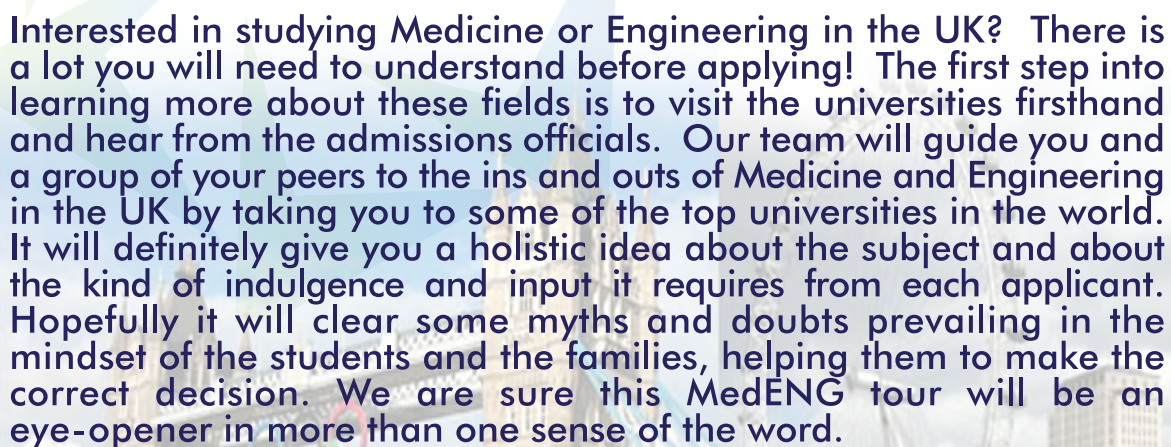 Interested in studying Medicine or Engineering in the UK? There is
a lot you will need to understand before applying! The first step into
learning more about these fields is to visit the universities firsthand
and hear from the admissions officials. Our team will guide you and
a group of your peers to the ins and outs of Medicine and Engineering
in the UK by taking you to some of the top universities in the world.
It will definitely give you a holistic idea about the subject and about
the kind of indulgence and input it requires from each applicant.
Hopefully it will clear some myths and doubts prevailing in the
mindset of the students and the families, helping them to make the
correct decision. We are sure this MedENG tour will be an
eye-opener in more than one sense of the word.